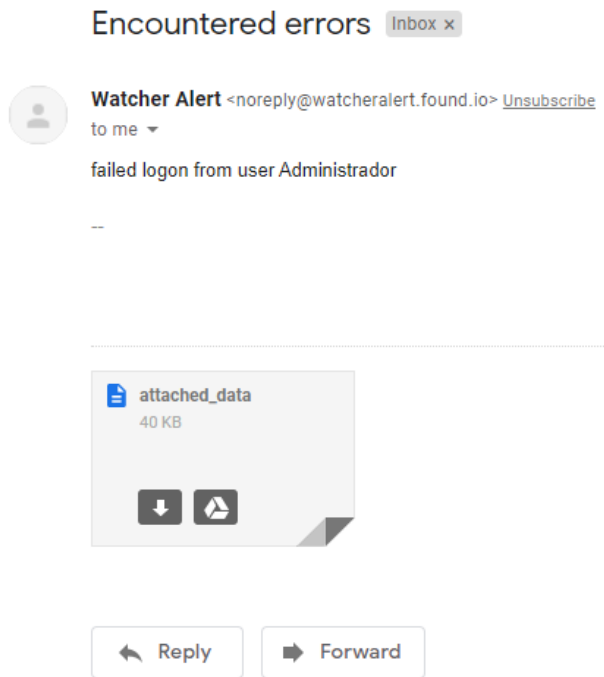 Encountered errors Inbox x
Watcher Alert <noreply@watcheralert.found.io> Unsubscribe
to me
failed logon from user Administrador
--
attached_data
40 KB
Reply Forward